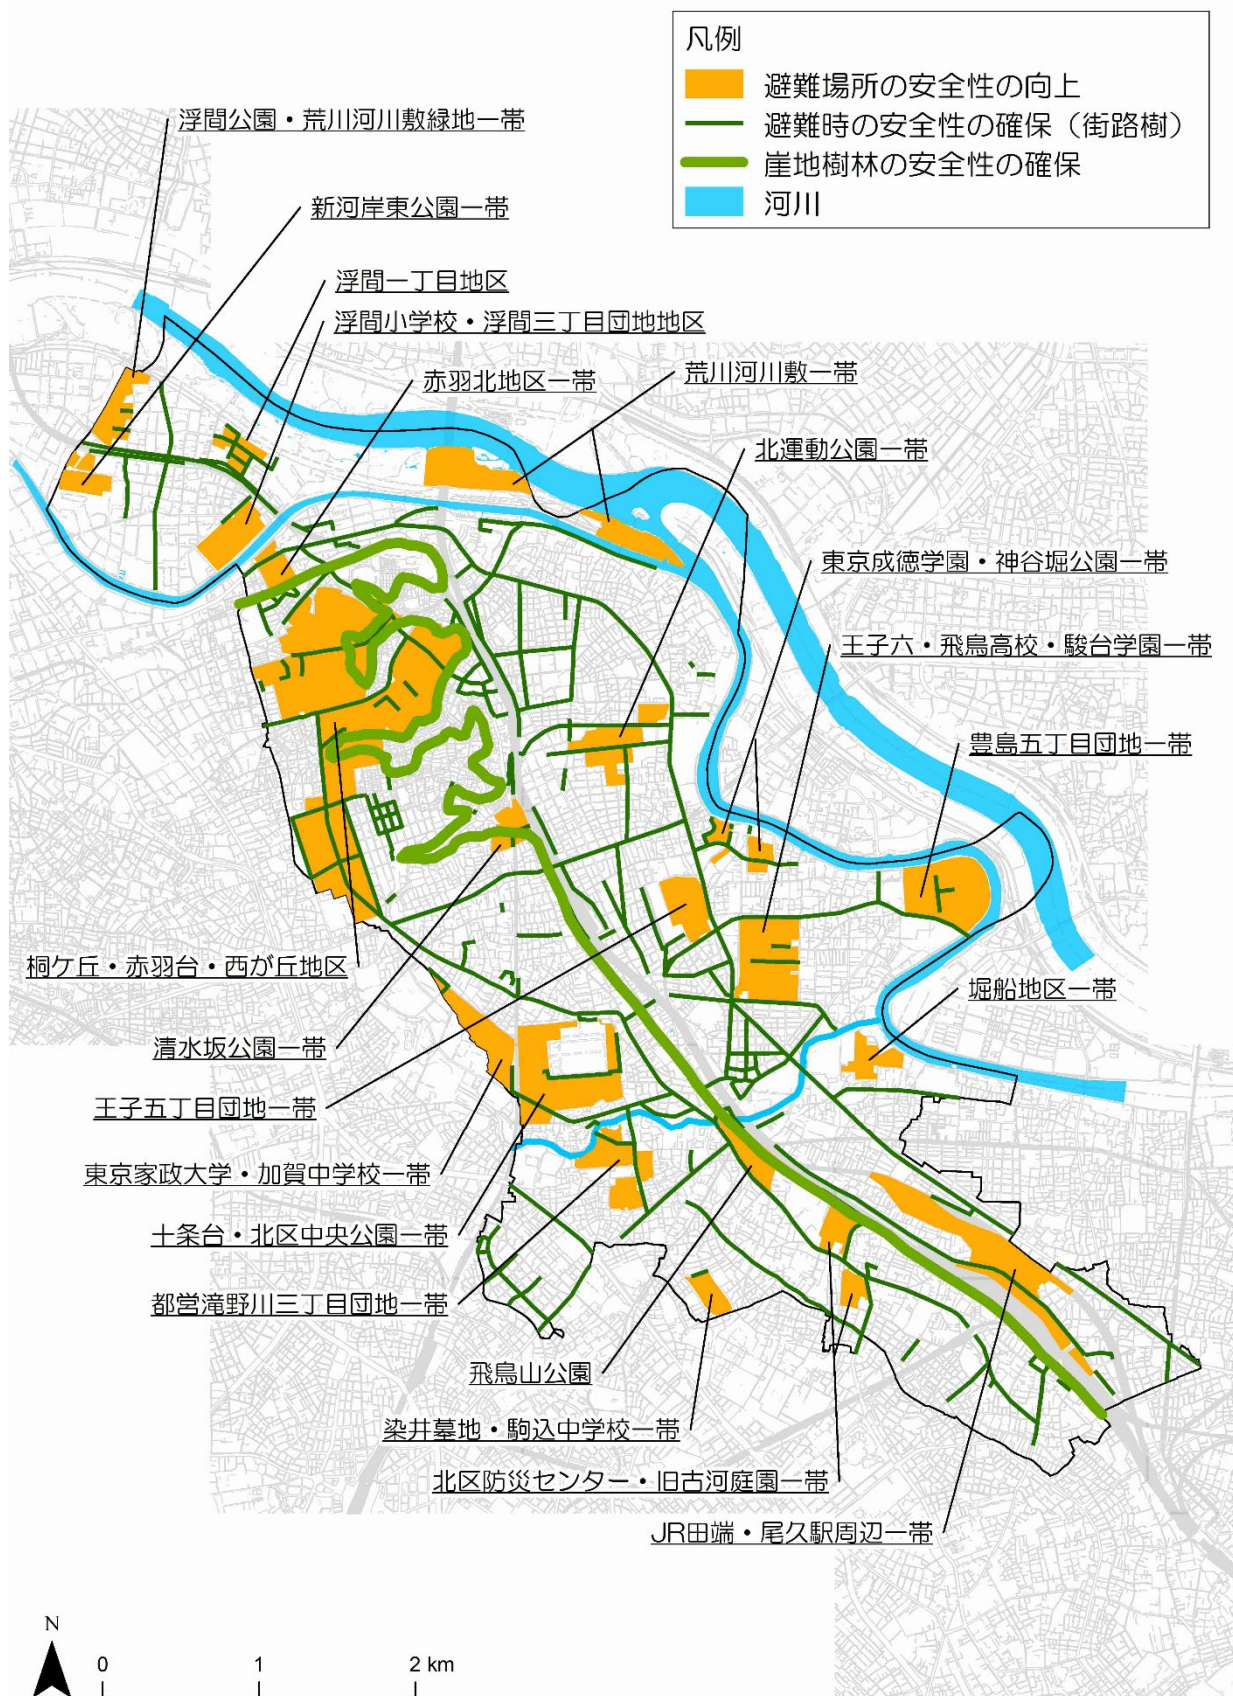 凡例
避難場所の安全性の向上
避難時の安全性の確保（街路樹）
崖地樹林の安全性の確保
河川
浮間公園・荒川河川敷緑地一帯
新河岸東公園一帯
浮間一丁目地区
浮間小学校・浮間三丁目団地地区
赤羽北地区一帯
荒川河川敷一帯
北運動公園一帯
東京成徳学園・神谷堀公園一帯
王子六・飛鳥高校・駿台学園一帯
豊島五丁目団地一帯
桐ケ丘・赤羽台・西が丘地区
堀船地区一帯
清水坂公園一帯
王子五丁目団地一帯
東京家政大学・加賀中学校一帯
十条台・北区中央公園一帯
都営滝野川三丁目団地一帯
飛鳥山公園
染井墓地・駒込中学校一帯
北区防災センター・旧古河庭園一帯
JR田端・尾久駅周辺一帯
N
0 1 2 km